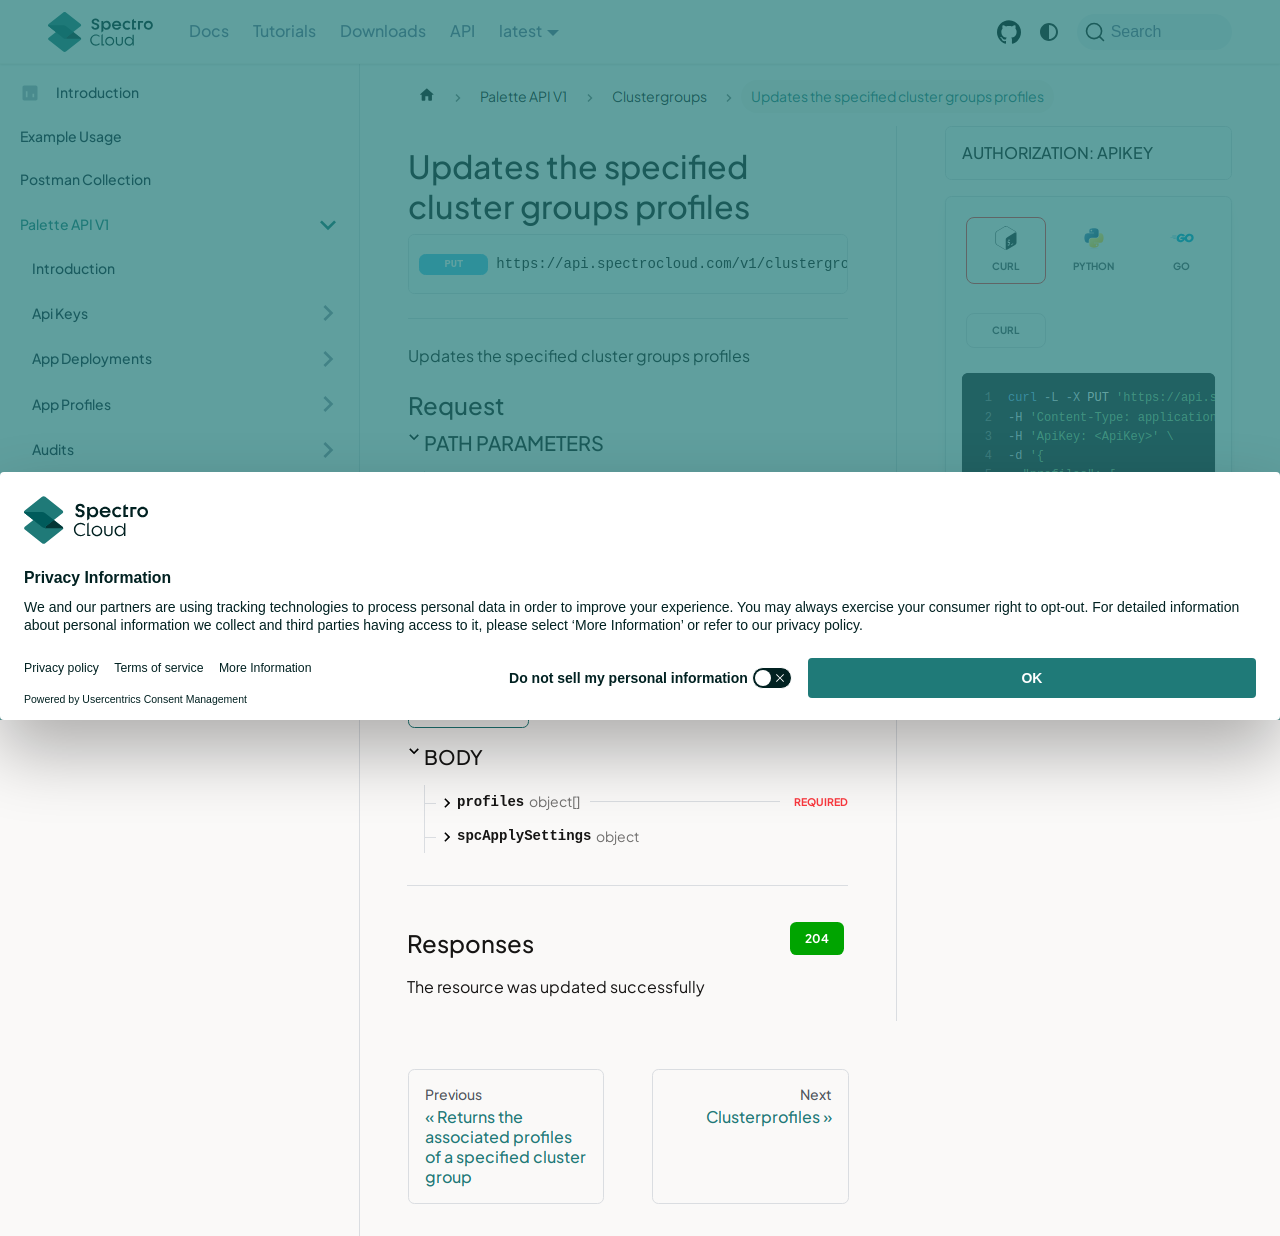 Spectro
Cloud
Docs
Tutorials
Downloads
API
latest
Search
Introduction
Example Usage
Postman Collection
Palette API V1
Introduction
Api Keys
App Deployments
App Profiles
Audits
Palette API V1
Clustergroups
Updates the specified cluster groups profiles
Updates the specified
cluster groups profiles
PUT https://api.spectrocloud.com/v1/clustergro
Updates the specified cluster groups profiles
Request
PATH PARAMETERS
AUTHORIZATION: APIKEY
CURL
PYTHON
GO
CURL
1 curl -L -X PUT 'https://api.s
2 -H 'Content-Type: application
3 -H 'ApiKey: <ApiKey>' \
4 -d '{
Spectro
Cloud
Privacy Information
We and our partners are using tracking technologies to process personal data in order to improve your experience. You may always exercise your consumer right to opt-out. For detailed information
about personal information we collect and third parties having access to it, please select ‘More Information’ or refer to our privacy policy.
Privacy policy
Terms of service
More Information
Powered by Usercentrics Consent Management
Do not sell my personal information
OK
BODY
profiles object[] REQUIRED
spcApplySettings object
Responses
204
The resource was updated successfully
Previous
« Returns the
associated profiles
of a specified cluster
group
Next
Clusterprofiles »